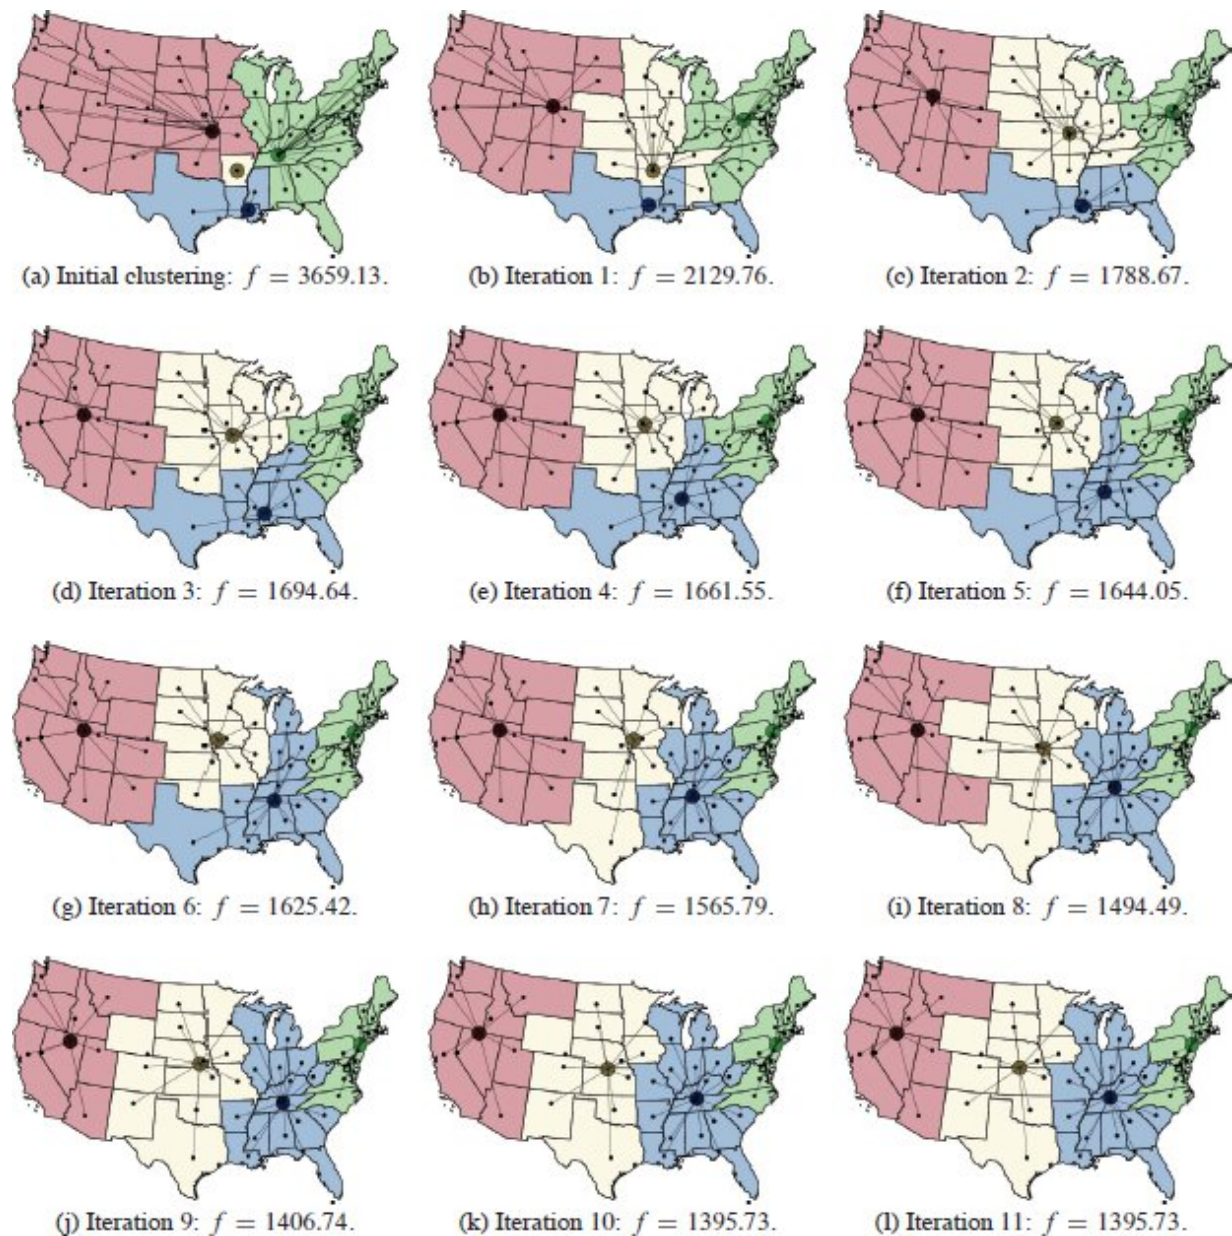 (a) Initial clustering: f = 3659.13.
(b) Iteration 1: f = 2129.76.
(c) Iteration 2: f = 1788.67.
(d) Iteration 3: f = 1694.64.
(e) Iteration 4: f = 1661.55.
(f) Iteration 5: f = 1644.05.
(g) Iteration 6: f = 1625.42.
(h) Iteration 7: f = 1565.79.
(i) Iteration 8: f = 1494.49.
(j) Iteration 9: f = 1406.74.
(k) Iteration 10: f = 1395.73.
(l) Iteration 11: f = 1395.73.